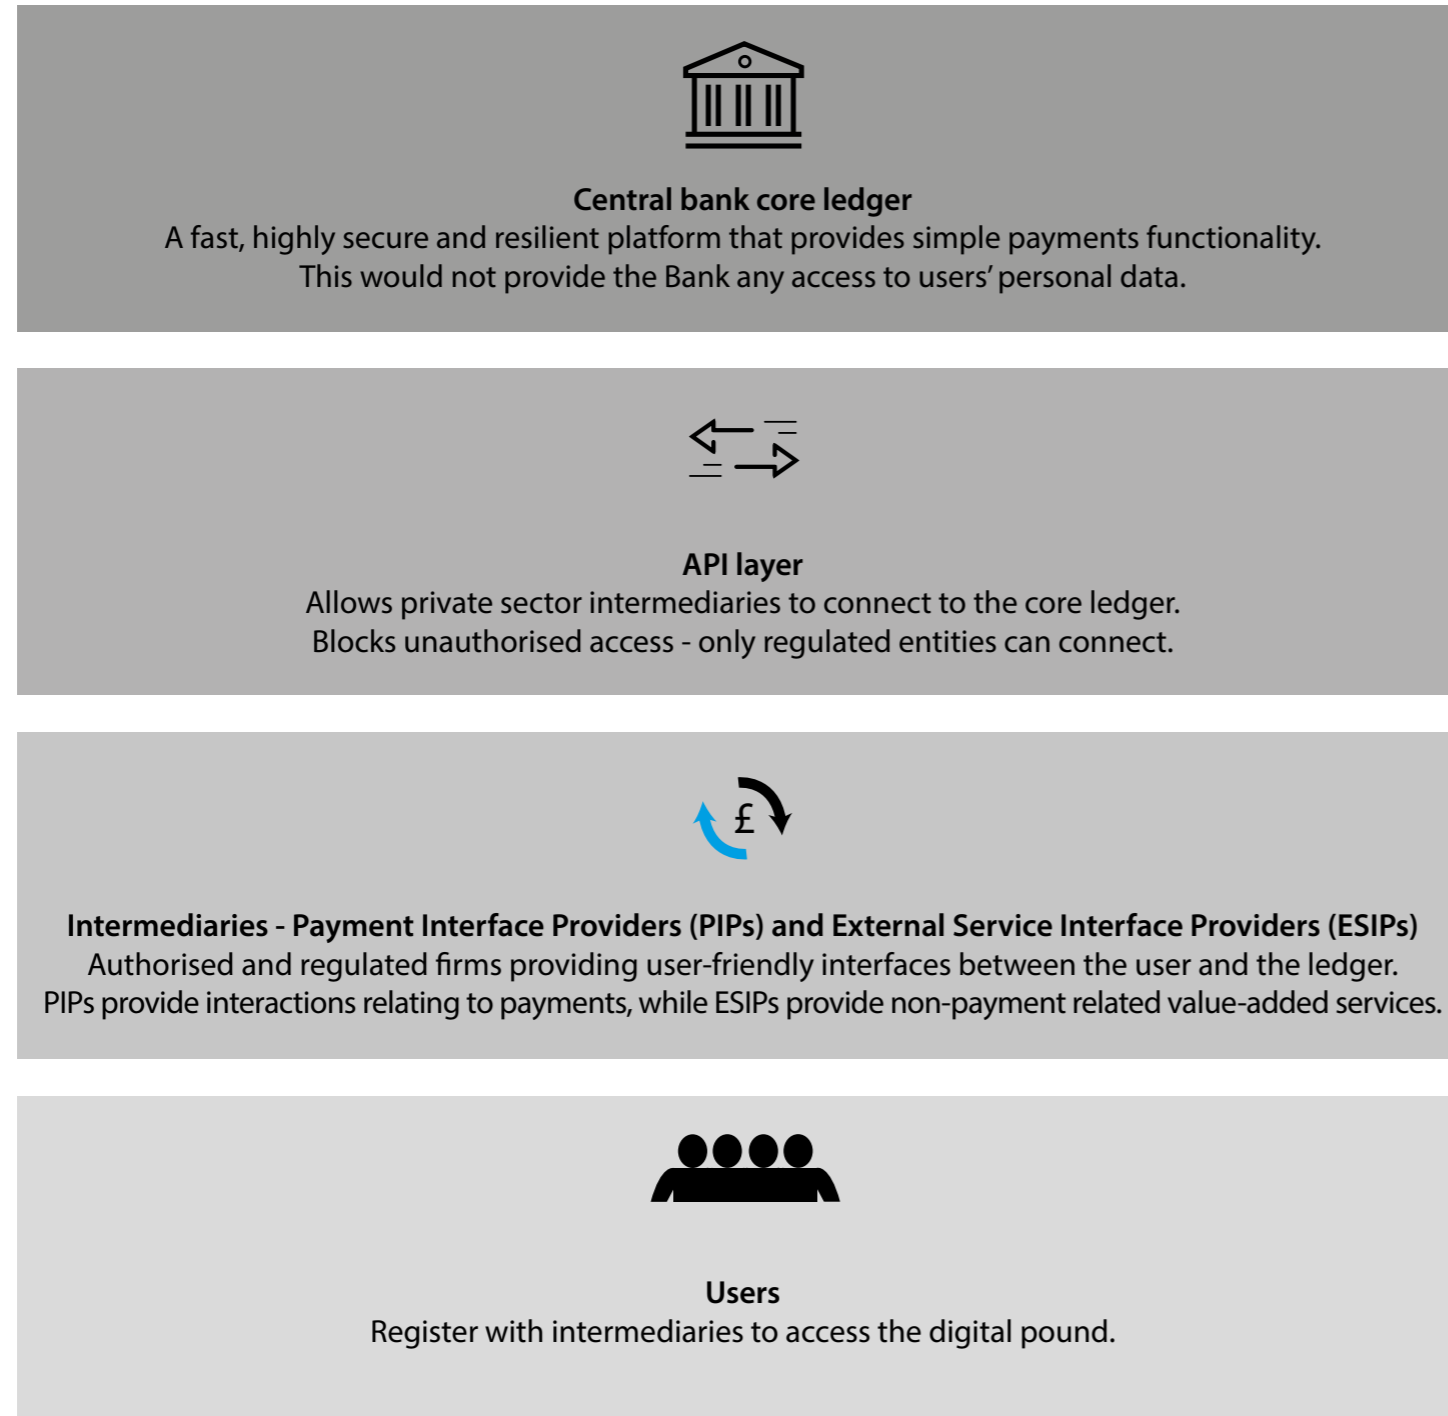 Central bank core ledger
A fast, highly secure and resilient platform that provides simple payments functionality.
This would not provide the Bank any access to users’ personal data.
API layer
Allows private sector intermediaries to connect to the core ledger.
Blocks unauthorised access - only regulated entities can connect.
£
Intermediaries - Payment Interface Providers (PIPs) and External Service Interface Providers (ESIPs)
Authorised and regulated firms providing user-friendly interfaces between the user and the ledger.
PIPs provide interactions relating to payments, while ESIPs provide non-payment related value-added services.
Users
Register with intermediaries to access the digital pound.